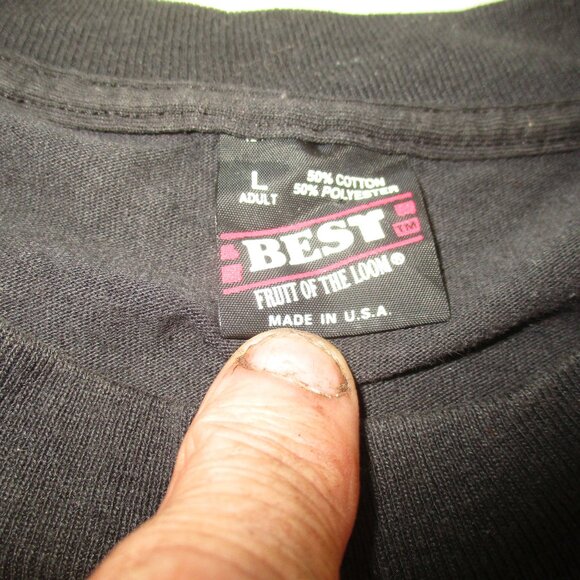 L
ADULT
50% COTTON
50% POLYESTER
BEST TM
FRUIT OF THE LOOM®
MADE IN U.S.A.